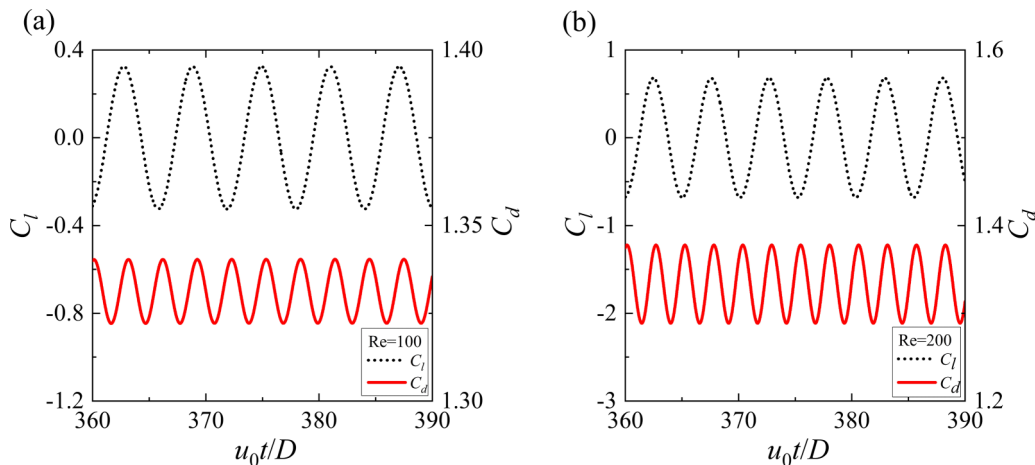 (a)
0.4
0.0
-0.4
-0.8
-1.2
C_l
1.40
1.35
1.30
C_d
360
370
380
390
u_0t/D
Re=100
C_l
C_d
(b)
1
0
-1
-2
-3
C_l
1.6
1.4
1.2
C_d
360
370
380
390
u_0t/D
Re=200
C_l
C_d